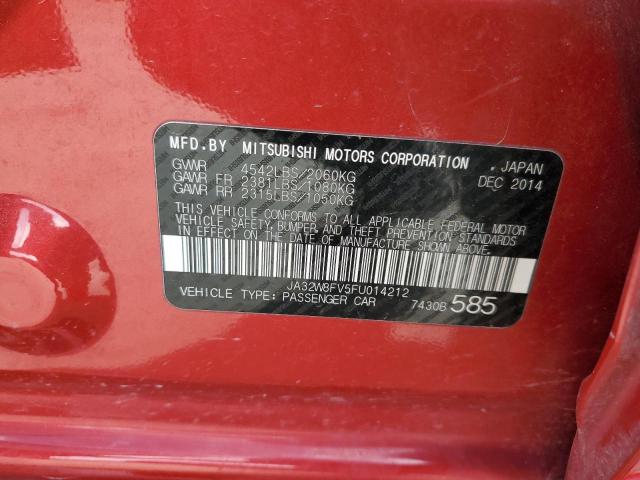 MFD.BY MITSUBISHI MOTORS CORPORATION , JAPAN
GVWR 4542LBS/2060KG DEC 2014
GAWR FR 2381LBS/1080KG
GAWR RR 2315LBS/1050KG
THIS VEHICLE CONFORMS TO ALL APPLICABLE FEDERAL MOTOR
VEHICLE SAFETY, BUMPER, AND THEFT PREVENTION STANDARDS
IN EFFECT ON THE DATE OF MANUFACTURE SHOWN ABOVE.
JA32W8FV5FU014212
VEHICLE TYPE: PASSENGER CAR 7430B 585